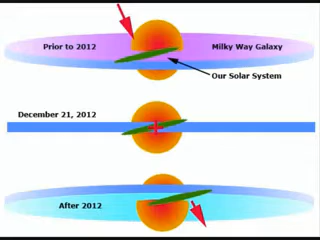 Prior to 2012
Milky Way Galaxy
Our Solar System
December 21, 2012
After 2012